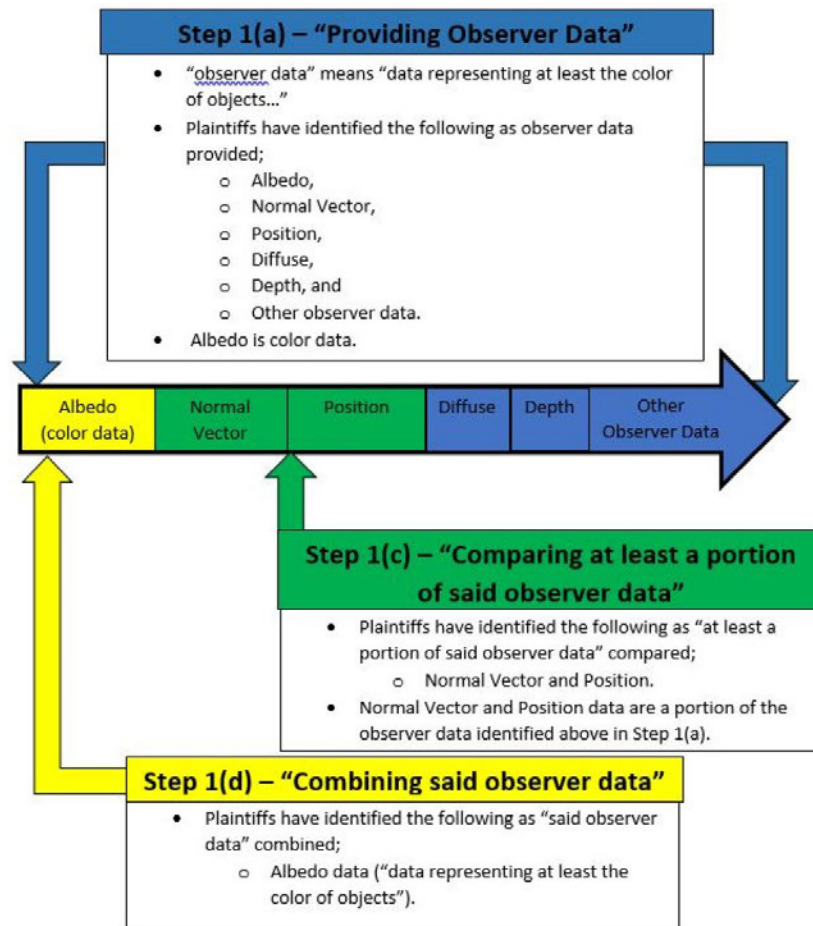 Step 1(a) – “Providing Observer Data”
• “observer data” means “data representing at least the color
of objects...”
• Plaintiffs have identified the following as observer data
provided;
o Albedo,
o Normal Vector,
o Position,
o Diffuse,
o Depth, and
o Other observer data.
• Albedo is color data.
Albedo
(color data)
Normal
Vector
Position
Diffuse
Depth
Other
Observer Data
Step 1(c) – “Comparing at least a portion
of said observer data”
• Plaintiffs have identified the following as “at least a
portion of said observer data” compared;
o Normal Vector and Position.
• Normal Vector and Position data are a portion of the
observer data identified above in Step 1(a).
Step 1(d) – “Combining said observer data”
• Plaintiffs have identified the following as “said observer
data” combined;
o Albedo data (“data representing at least the
color of objects”).